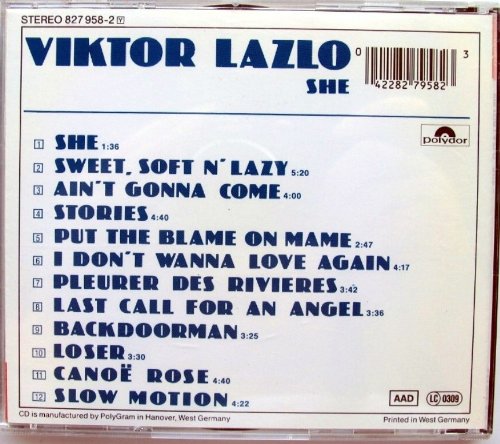 STEREO 827 958-2 Y
VIKTOR LAZLO
SHE
0 42282 79582 3
polydor
1 SHE 1:36
2 SWEET, SOFT N' LAZY 5:20
3 AIN'T GONNA COME 4:00
4 STORIES 4:40
5 PUT THE BLAME ON MAME 2:47
6 I DON'T WANNA LOVE AGAIN 4:17
7 PLEURER DES RIVIERES 3:42
8 LAST CALL FOR AN ANGEL 3:36
9 BACKDOORMAN 3:25
10 LOSER 3:30
11 CANOË ROSE 4:40
12 SLOW MOTION 4:22
AAD LC 0309
CD is manufactured by PolyGram in Hanover, West Germany
Printed in West Germany